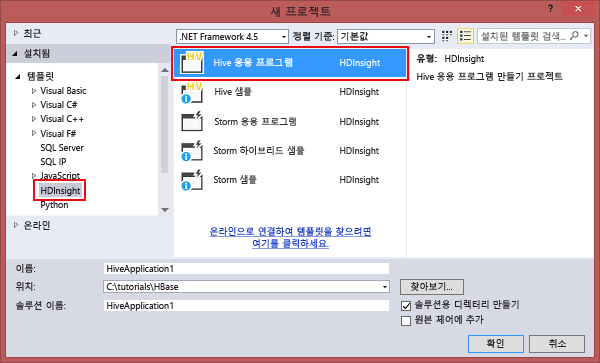 새 프로젝트
? ×
최근
.NET Framework 4.5 정렬 기준: 기본값 설치된 템플릿 검색...
설치됨
템플릿
Visual Basic
Visual C#
Visual C++
Visual F#
SQL Server
SQL IP
JavaScript
HDInsight
Python
온라인
HV Hive 응용 프로그램 HDInsight
HV Hive 샘플 HDInsight
Storm 응용 프로그램 HDInsight
Storm 하이브리드 샘플 HDInsight
Storm 샘플 HDInsight
온라인으로 연결하여 템플릿을 찾으려면
여기를 클릭하세요.
유형: HDInsight
Hive 응용 프로그램 만들기 프로젝트
이름: HiveApplication1
위치: C:\tutorials\HBase 찾아보기...
솔루션 이름: HiveApplication1
솔루션용 디렉터리 만들기
원본 제어에 추가
확인 취소